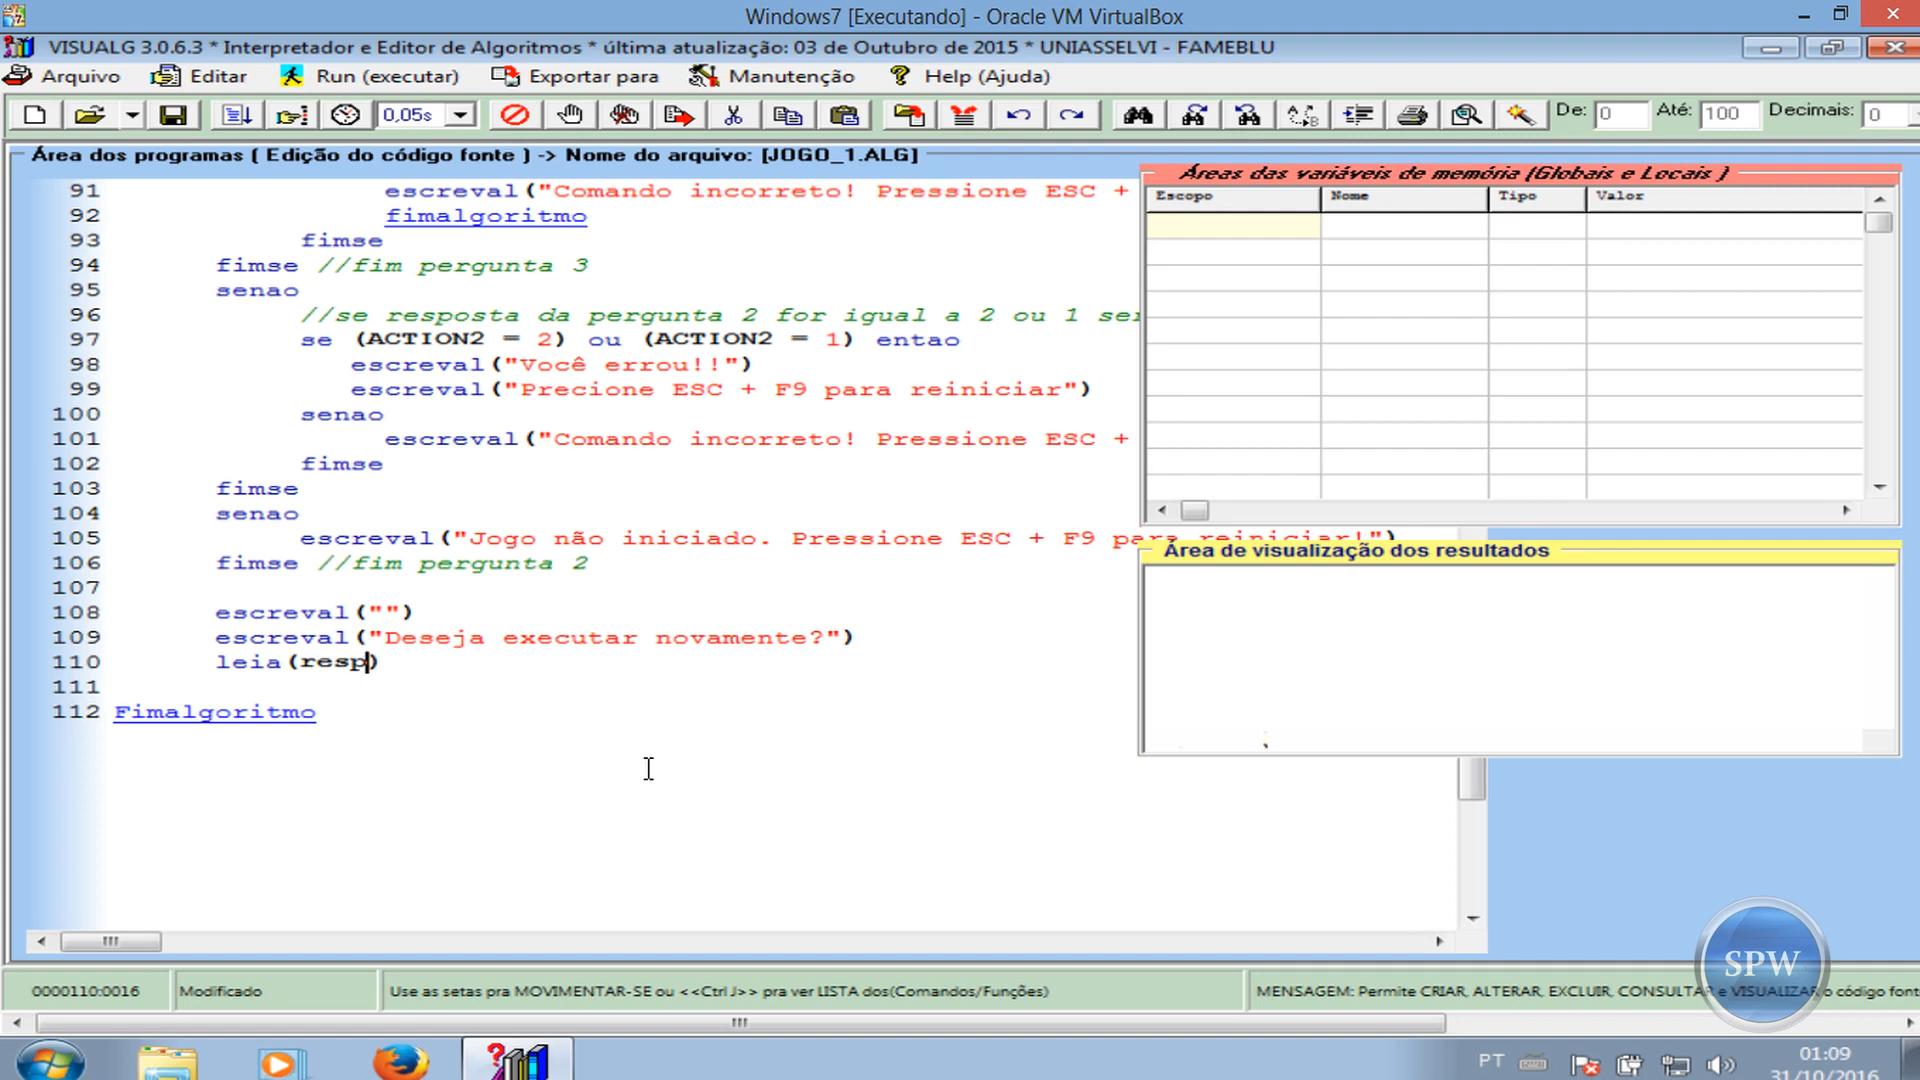 Windows7 [Executando] - Oracle VM VirtualBox
VISUALG 3.0.6.3 * Interpretador e Editor de Algoritmos * última atualização: 03 de Outubro de 2015 * UNIASSELVI - FAMEBLU
Arquivo Editar Run (executar) Exportar para Manutenção Help (Ajuda)
0,05s De: 0 Até: 100 Decimais: 0
Área dos programas ( Edição do código fonte ) -> Nome do arquivo: [JOGO_1.ALG]
Áreas das variáveis de memória (Globais e Locais )
Escopo Nome Tipo Valor
91 escreval("Comando incorreto! Pressione ESC +
92 fimalgoritmo
93 fimse
94 fimse //fim pergunta 3
95 senao
96 //se resposta da pergunta 2 for igual a 2 ou 1
97 se (ACTION2 = 2) ou (ACTION2 = 1) entao
98 escreval("Você errou!!")
99 escreval("Precione ESC + F9 para reiniciar")
100 senao
101 escreval("Comando incorreto! Pressione ESC +
102 fimse
103 fimse
104 senao
105 escreval("Jogo não iniciado. Pressione ESC + F9 para reiniciar!")
106 fimse //fim pergunta 2
107
108 escreval("")
109 escreval("Deseja executar novamente?")
110 leia(resp)
111
112 Fimalgoritmo
Área de visualização dos resultados
SPW
0000110:0016 Modificado Use as setas pra MOVIMENTAR-SE ou <<Ctrl J>> pra ver LISTA dos(Comandos/Funções) MENSAGEM: Permite CRIAR, ALTERAR, EXCLUIR, CONSULTAR e VISUALIZAR o código font
PT 01:09
31/10/2016